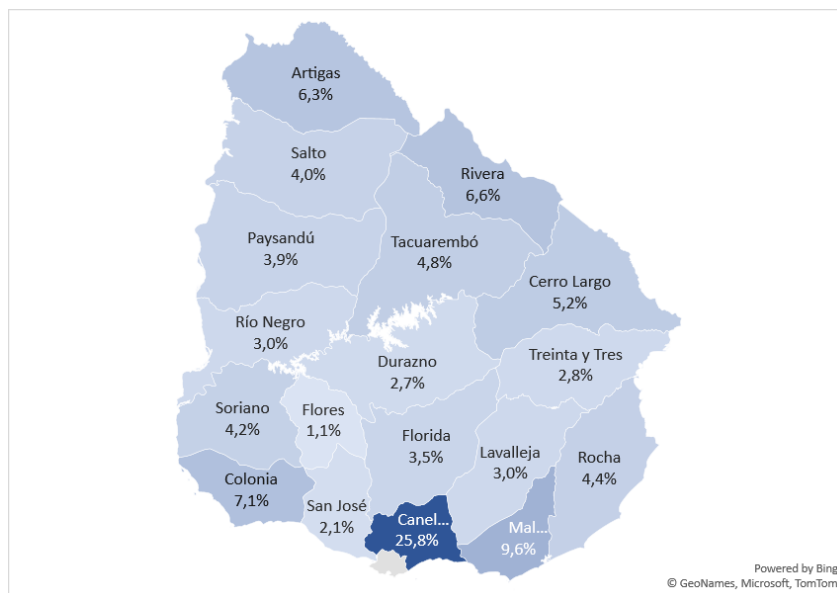 Artigas
6,3%
Salto
4,0%
Rivera
6,6%
Paysandú
3,9%
Tacuarembó
4,8%
Cerro Largo
5,2%
Río Negro
3,0%
Durazno
2,7%
Treinta y Tres
2,8%
Soriano
4,2%
Flores
1,1%
Florida
3,5%
Lavalleja
3,0%
Rocha
4,4%
Colonia
7,1%
San José
2,1%
Canel...
25,8%
Mal...
9,6%
Powered by Bing
© GeoNames, Microsoft, TomTom